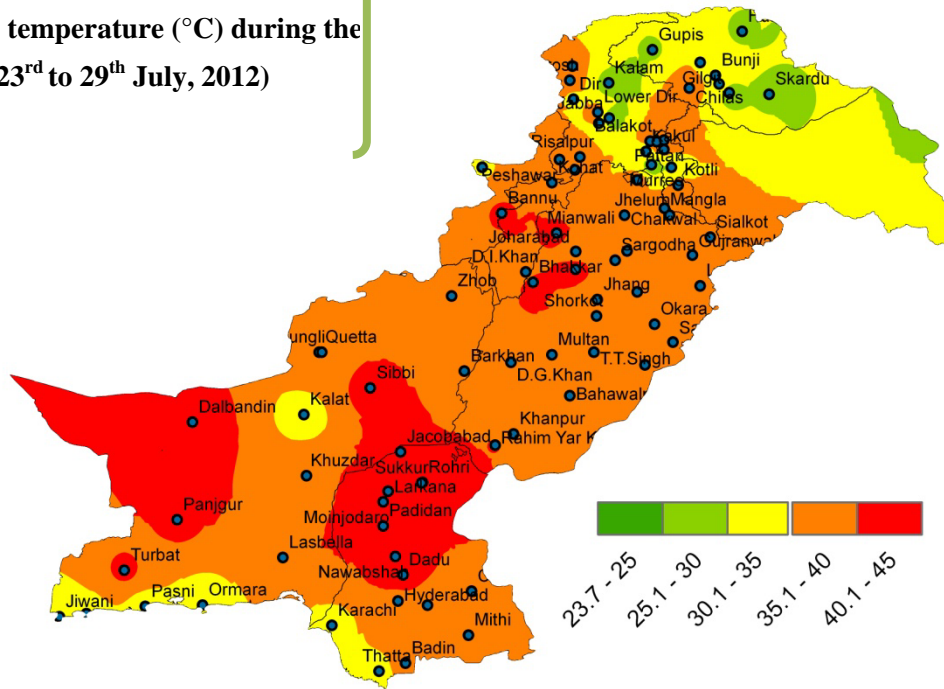 temperature (°C) during the
23rd to 29th July, 2012)
Gupis
Bunji
Kalam
Skardu
Dir
Chilas
Lower Dir
Balakot
Kakul
Risalpur
Pattan
Kotli
Peshawar
Murree
Bannu
Jhelum
Mangla
Mianwali
Chakwal
Sialkot
Joharabad
Sargodha
D.I.Khan
Bhakkar
Zhob
Jhang
Shorkot
Okara
Quetta
Multan
Barkhan
T.T.Singh
D.G.Khan
Sibbi
Dalbandin
Kalat
Khanpur
Jacobabad
Rahim Yar K
Khuzdar
Sukkur
Rohri
Larkana
Panjgur
Moinjodaro
Padidan
Lasbella
Turbat
Nawabshah
Dadu
Jiwani
Pasni
Ormara
Hyderabad
Karachi
Mithi
Badin
Thatta
23.7 - 25
25.1 - 30
30.1 - 35
35.1 - 40
40.1 - 45